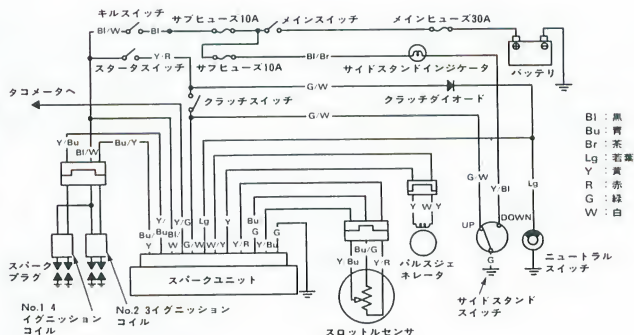 キルスイッチ
サブヒューズ10A
メインスイッチ
メインヒューズ30A
Bl/W
Bl
Y/R
スタータスイッチ
サブヒューズ10A
Bl/Br
サイドスタンドインジケータ
バッテリ
タコメータへ
クラッチスイッチ
G/W
クラッチダイオード
G/W
Bl : 黒
Bu : 青
Br : 茶
Lg : 若葉
Y : 黄
R : 赤
G : 緑
W : 白
Y/Bu
Bl/W
Bu/Y
Bu/Y
Y/Bu
Bl/W
Y/G
G/W
Lg
W/Y
Y
Y/R
Bu/G
Y/Bu
G
Y W Y
G/W
Y/Bl
Lg
UP
DOWN
G
Bu/G
Y/Bu
Y/R
スパークプラグ
スパークユニット
パルスジェネレータ
ニュートラルスイッチ
サイドスタンドスイッチ
No.1 4
イグニッション
コイル
No.2 3イグニッション
コイル
スロットルセンサ